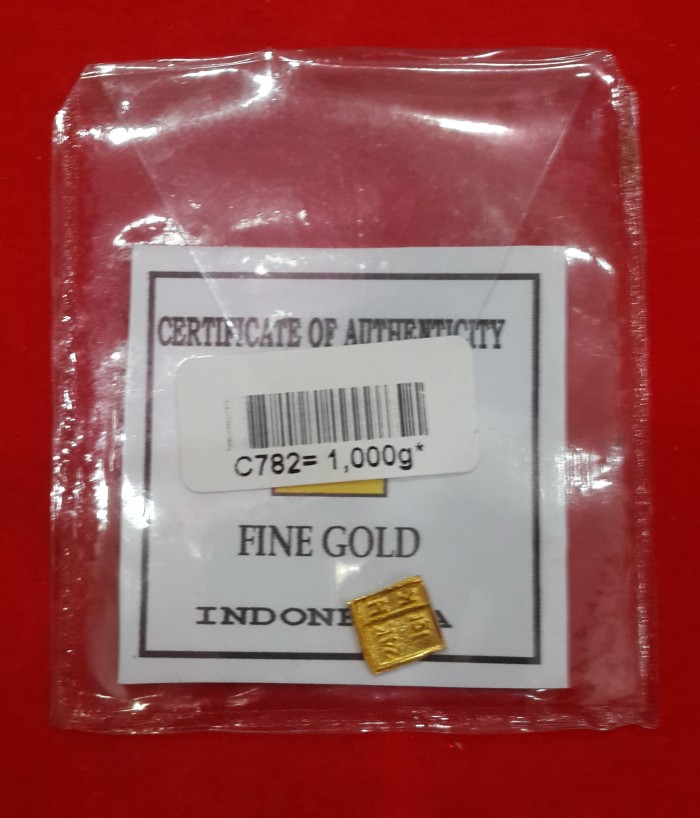 CERTIFICATE OF AUTHENTICITY
C782= 1,000g*
FINE GOLD